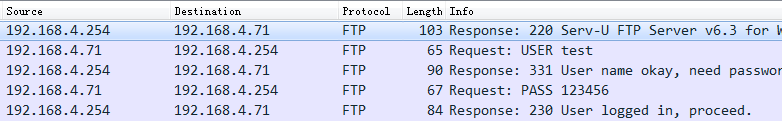 Source Destination Protocol Length Info
192.168.4.254 192.168.4.71 FTP 103 Response: 220 Serv-U FTP Server v6.3 for
192.168.4.71 192.168.4.254 FTP 65 Request: USER test
192.168.4.254 192.168.4.71 FTP 90 Response: 331 User name okay, need
192.168.4.71 192.168.4.254 FTP 67 Request: PASS 123456
192.168.4.254 192.168.4.71 FTP 84 Response: 230 User logged in, proceed.